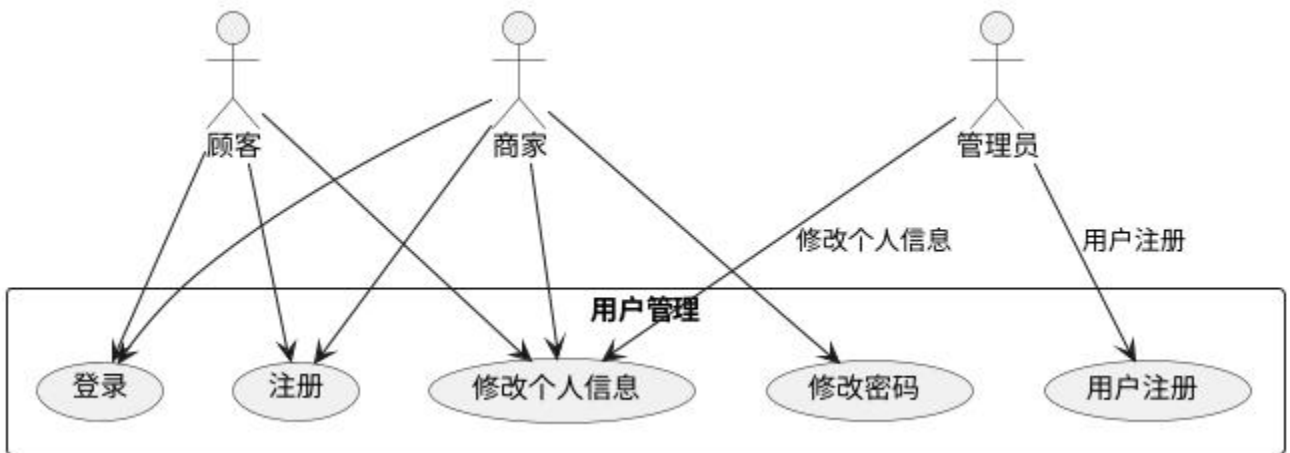 顾客
商家
管理员
修改个人信息
用户注册
用户管理
登录
注册
修改个人信息
修改密码
用户注册